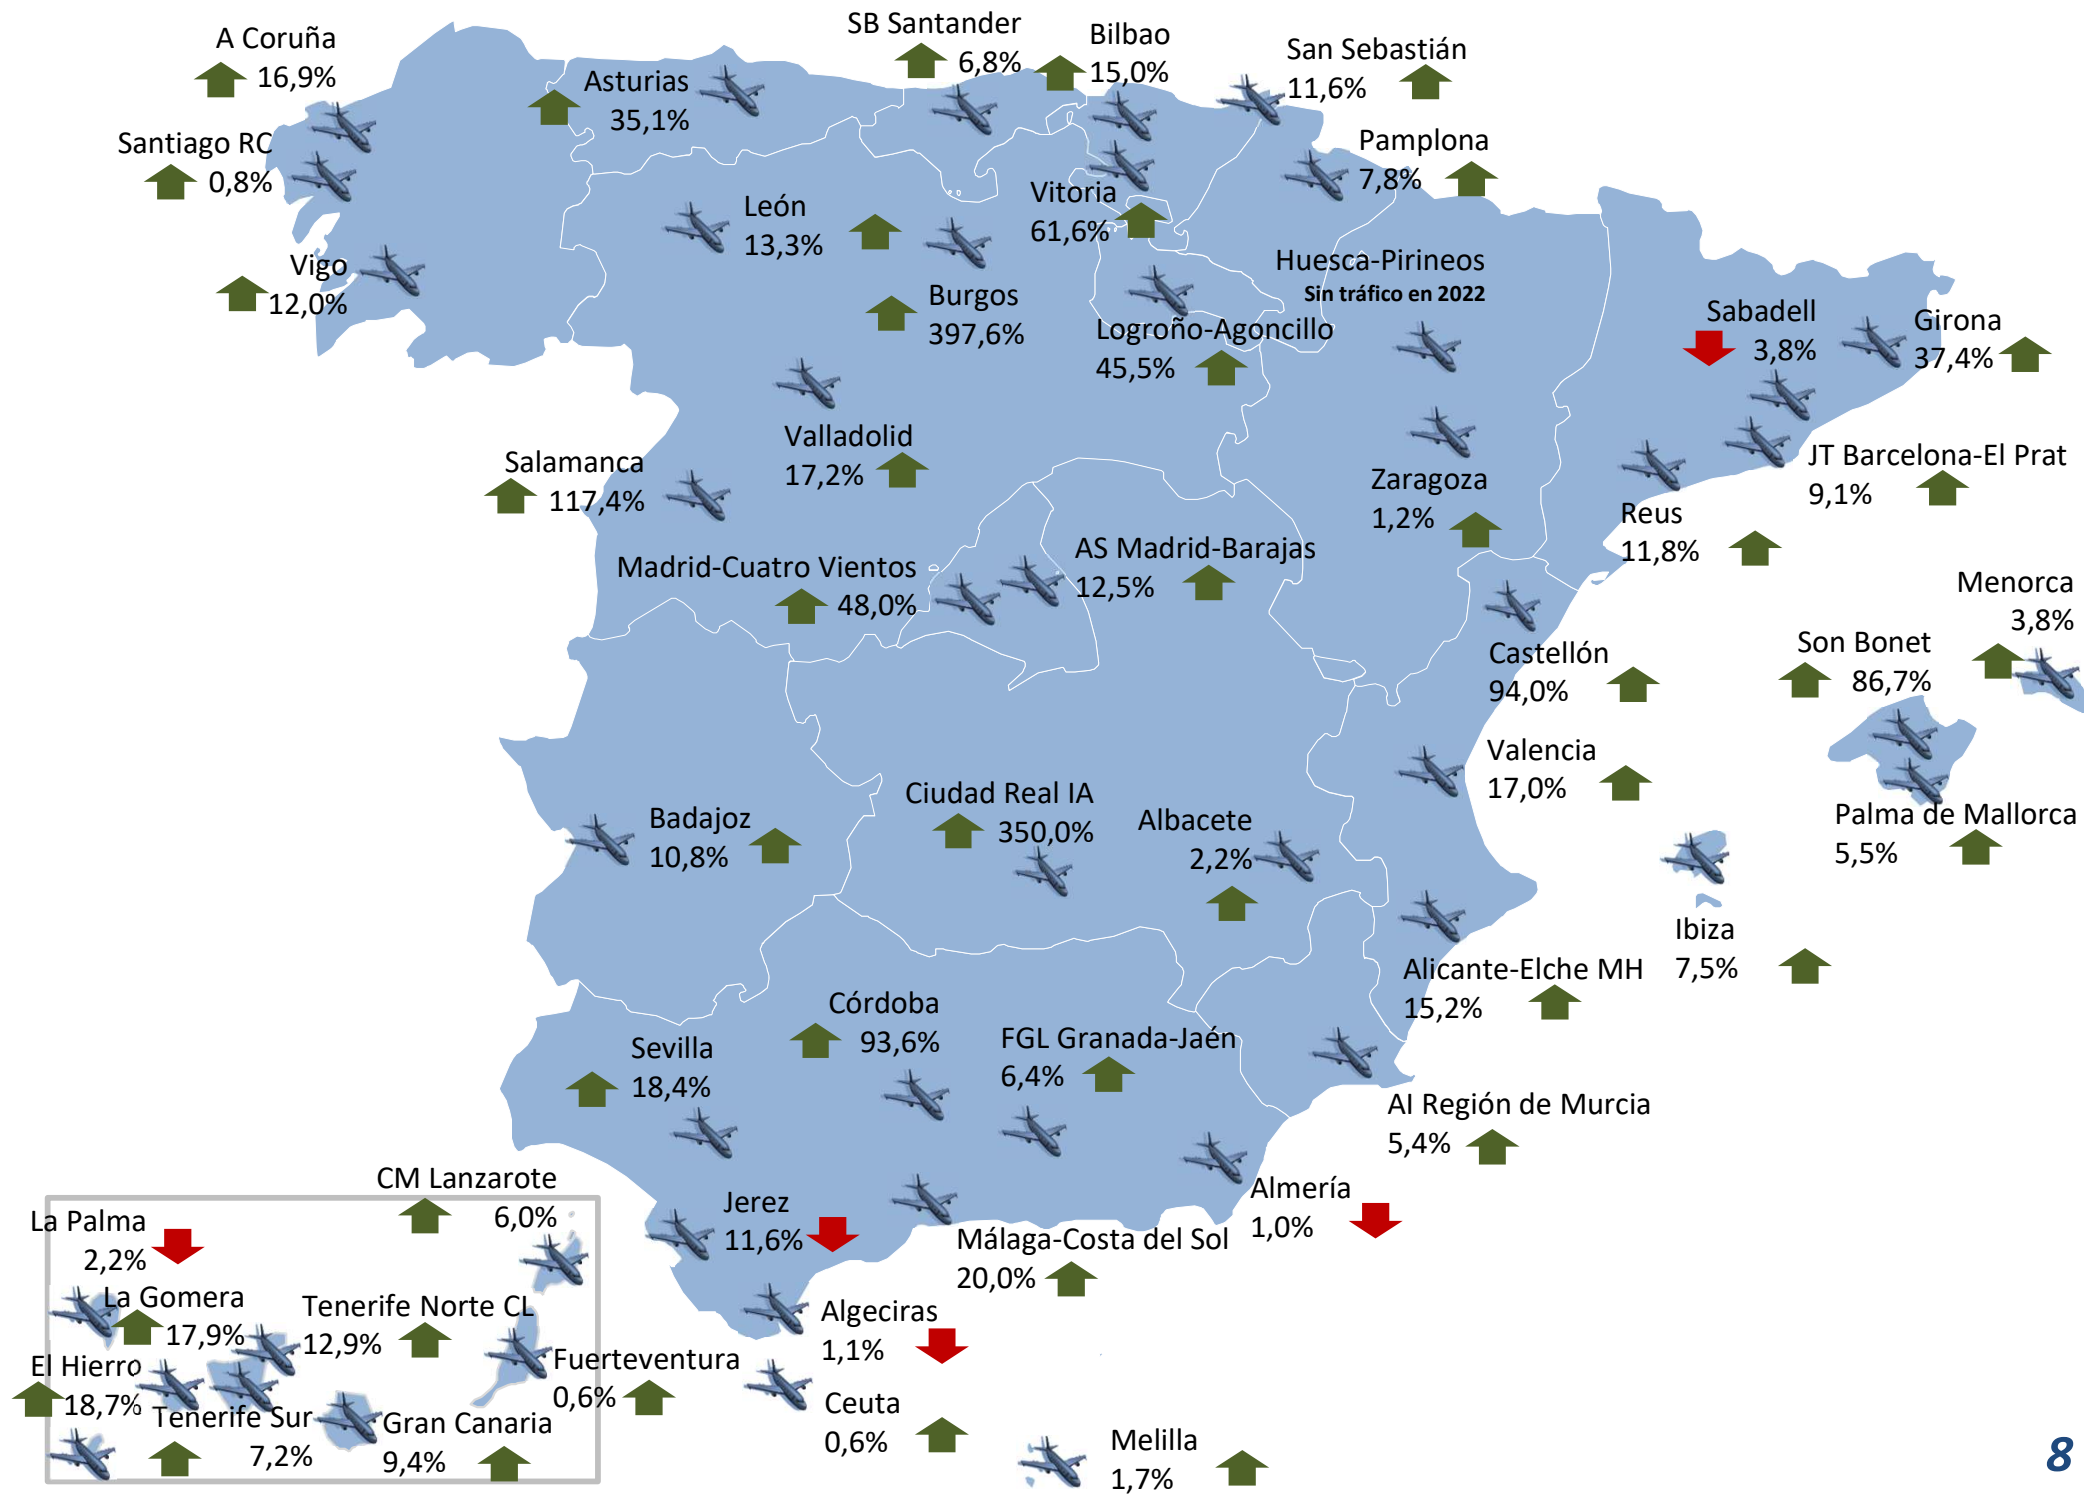 A Coruña
16,9%
SB Santander
6,8%
Bilbao
15,0%
San Sebastián
11,6%
Asturias
35,1%
Santiago RC
0,8%
Pamplona
7,8%
León
13,3%
Vitoria
61,6%
Vigo
12,0%
Burgos
397,6%
Huesca-Pirineos
Sin tráfico en 2022
Logroño-Agoncillo
45,5%
Sabadell
3,8%
Girona
37,4%
Valladolid
17,2%
Salamanca
117,4%
Zaragoza
1,2%
JT Barcelona-El Prat
9,1%
Reus
11,8%
Madrid-Cuatro Vientos
48,0%
AS Madrid-Barajas
12,5%
Menorca
3,8%
Son Bonet
86,7%
Castellón
94,0%
Valencia
17,0%
Palma de Mallorca
5,5%
Badajoz
10,8%
Ciudad Real IA
350,0%
Albacete
2,2%
Ibiza
7,5%
Alicante-Elche MH
15,2%
Córdoba
93,6%
Sevilla
18,4%
FGL Granada-Jaén
6,4%
AI Región de Murcia
5,4%
CM Lanzarote
6,0%
Jerez
11,6%
Almería
1,0%
Málaga-Costa del Sol
20,0%
La Palma
2,2%
La Gomera
17,9%
Tenerife Norte CL
12,9%
Algeciras
1,1%
El Hierro
18,7%
Fuerteventura
0,6%
Tenerife Sur
7,2%
Gran Canaria
9,4%
Ceuta
0,6%
Melilla
1,7%
8